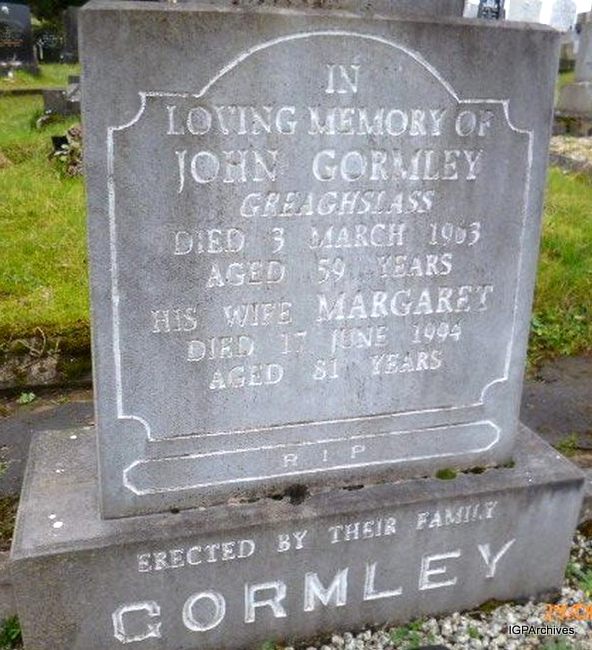 IN
LOVING MEMORY OF
JOHN GORMLEY
GREAGHSLASS
DIED 3 MARCH 1963
AGED 59 YEARS
HIS WIFE MARGARET
DIED 17 JUNE 1994
AGED 81 YEARS
R I P
ERECTED BY THEIR FAMILY
GORMLEY
IGPArchives